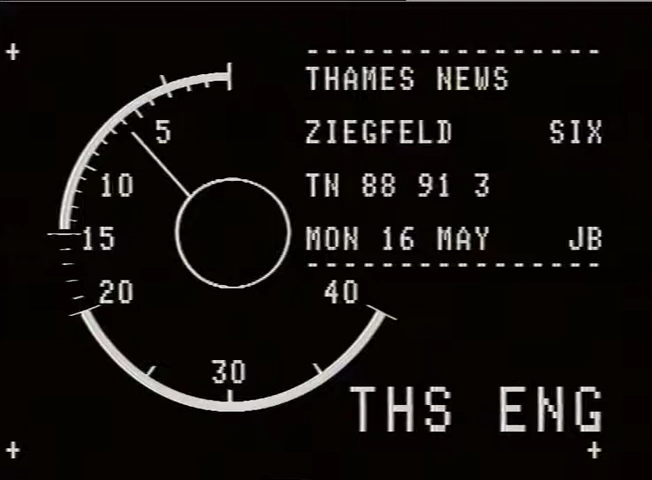 THAMES NEWS
ZIEGFELD SIX
TN 88 91 3
MON 16 MAY JB
5
10
15
20
30
40
THS ENG